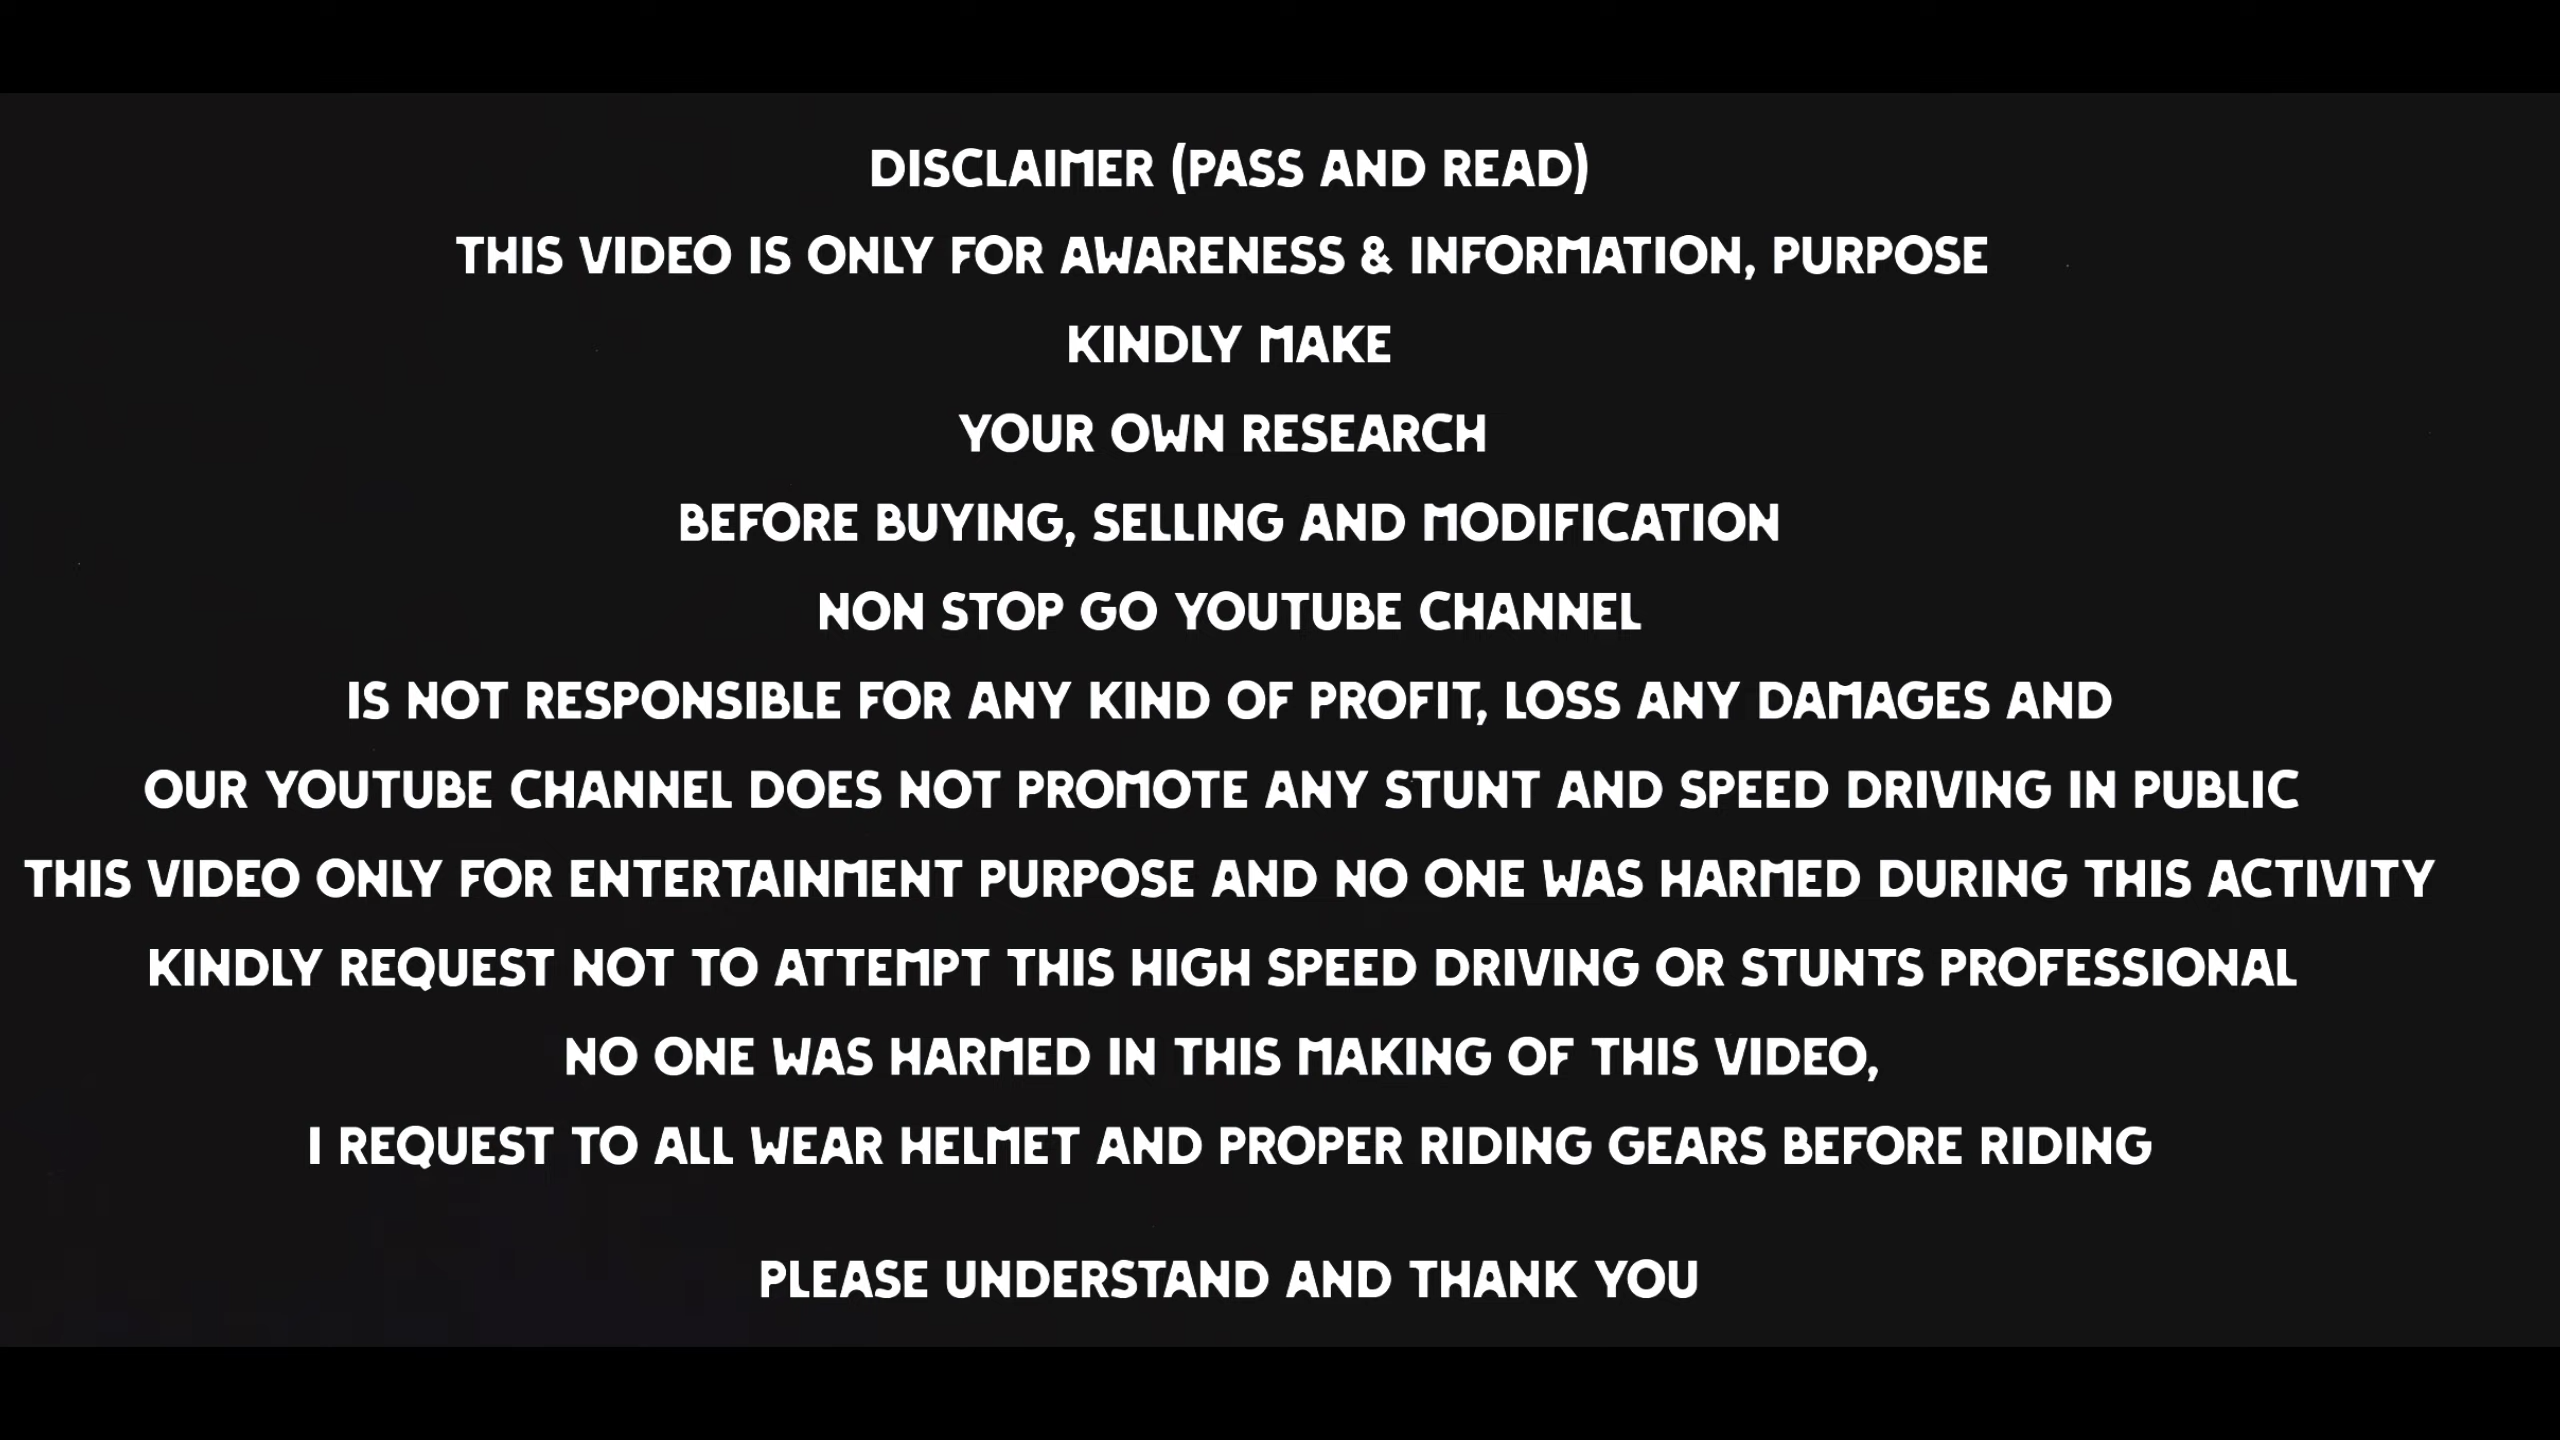 DISCLAIMER (PASS AND READ)
THIS VIDEO IS ONLY FOR AWARENESS & INFORMATION, PURPOSE
KINDLY MAKE
YOUR OWN RESEARCH
BEFORE BUYING, SELLING AND MODIFICATION
NON STOP GO YOUTUBE CHANNEL
IS NOT RESPONSIBLE FOR ANY KIND OF PROFIT, LOSS ANY DAMAGES AND
OUR YOUTUBE CHANNEL DOES NOT PROMOTE ANY STUNT AND SPEED DRIVING IN PUBLIC
THIS VIDEO ONLY FOR ENTERTAINMENT PURPOSE AND NO ONE WAS HARMED DURING THIS ACTIVITY
KINDLY REQUEST NOT TO ATTEMPT THIS HIGH SPEED DRIVING OR STUNTS PROFESSIONAL
NO ONE WAS HARMED IN THIS MAKING OF THIS VIDEO,
I REQUEST TO ALL WEAR HELMET AND PROPER RIDING GEARS BEFORE RIDING
PLEASE UNDERSTAND AND THANK YOU